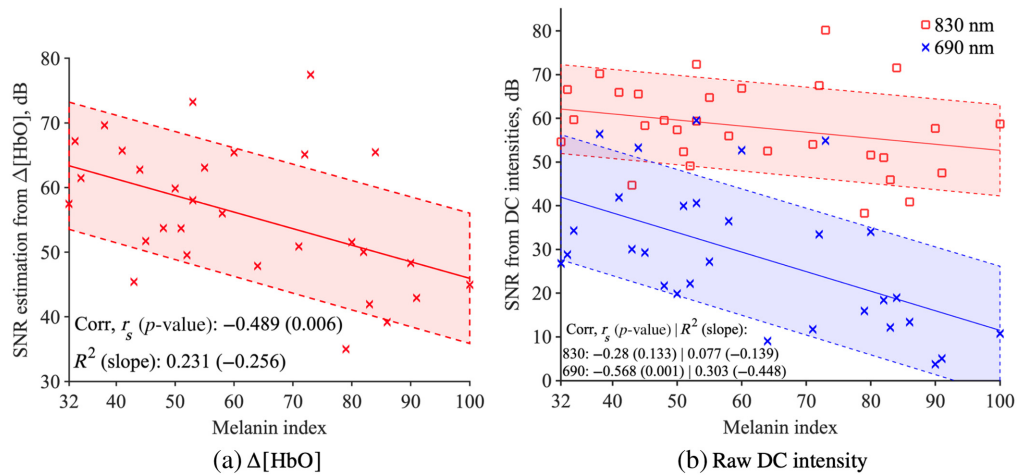 (a)
80
70
60
50
40
30
SNR estimation from Δ[HbO], dB
Corr, rₛ (p-value): −0.489 (0.006)
R² (slope): 0.231 (−0.256)
32 40 50 60 70 80 90 100
Melanin index
(a) Δ[HbO]
(b)
830 nm
690 nm
80
70
60
50
40
30
20
10
0
SNR from DC intensities, dB
Corr, rₛ (p-value) | R² (slope):
830: −0.28 (0.133) | 0.077 (−0.139)
690: −0.568 (0.001) | 0.303 (−0.448)
32 40 50 60 70 80 90 100
Melanin index
(b) Raw DC intensity